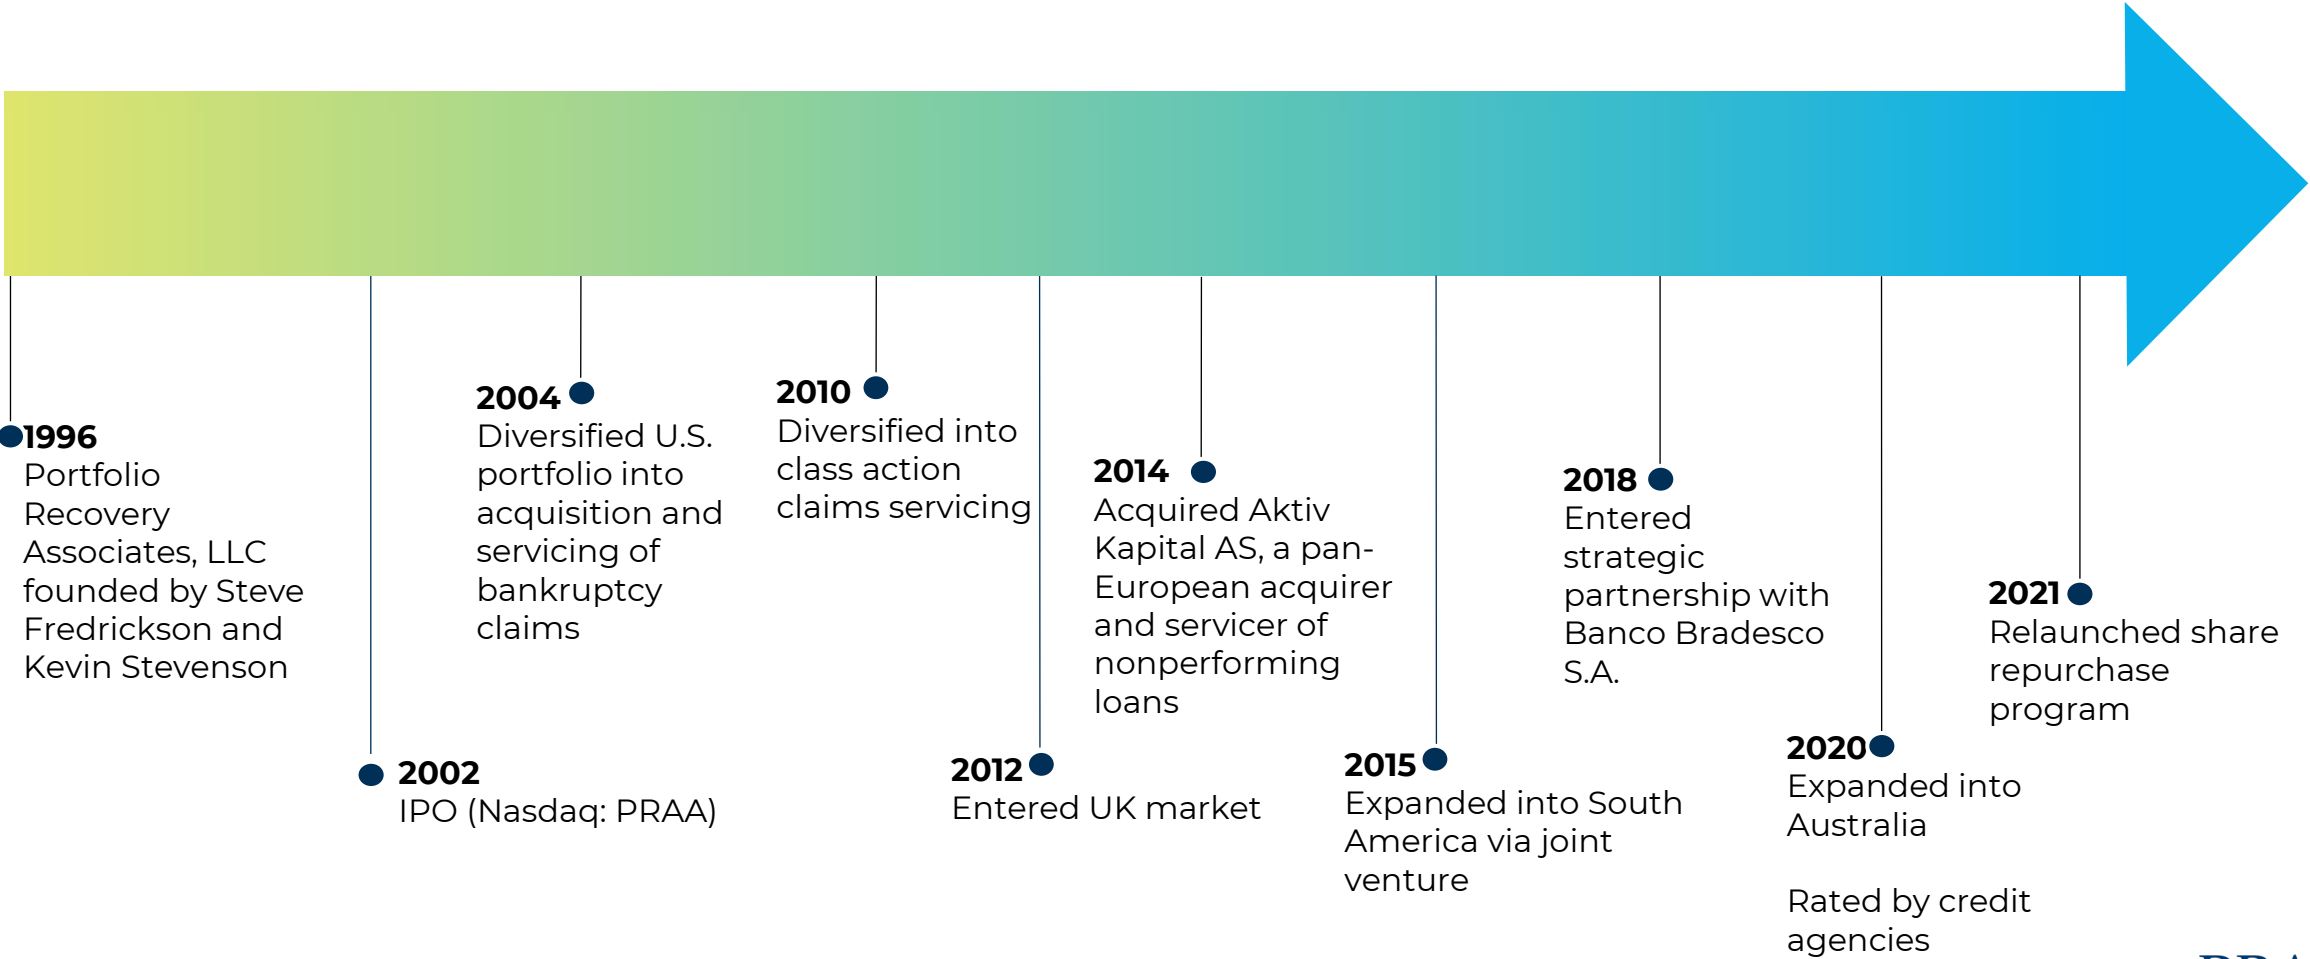 1996
Portfolio
Recovery
Associates, LLC
founded by Steve
Fredrickson and
Kevin Stevenson
2002
IPO (Nasdaq: PRAA)
2004
Diversified U.S.
portfolio into
acquisition and
servicing of
bankruptcy
claims
2010
Diversified into
class action
claims servicing
2012
Entered UK market
2014
Acquired Aktiv
Kapital AS, a pan-
European acquirer
and servicer of
nonperforming
loans
2015
Expanded into South
America via joint
venture
2018
Entered
strategic
partnership with
Banco Bradesco
S.A.
2020
Expanded into
Australia
Rated by credit
agencies
2021
Relaunched share
repurchase
program